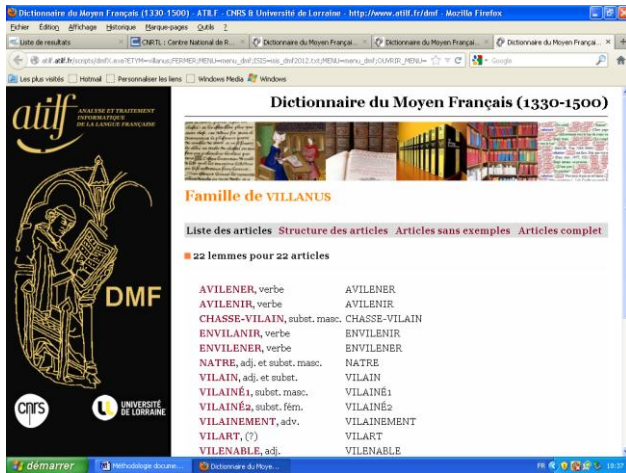 Dictionnaire du Moyen Français (1330-1500) - ATILF - CNRS & Université de Lorraine - http://www.atilf.fr/dmf - Mozilla Firefox
Fichier Edition Affichage Historique Marque-pages Outils ?
Liste de resultats
CNRTL : Centre National de R...
Dictionnaire du Moyen Françai...
Dictionnaire du Moyen Françai...
Dictionnaire du Moyen Françai...
Google
Les plus visités Hotmail Personnaliser les liens Windows Media Windows
atilf
ANALYSE ET TRAITEMENT
INFORMATIQUE
DE LA LANGUE FRANÇAISE
DMF
cnrs
UNIVERSITÉ
DE LORRAINE
Dictionnaire du Moyen Français (1330-1500)
Famille de VILLANUS
Liste des articles Structure des articles Articles sans exemples Articles complet
22 lemmes pour 22 articles
AVILENER, verbe AVILENER
AVILENIR, verbe AVILENIR
CHASSE-VILAIN, subst. masc. CHASSE-VILAIN
ENVILANIR, verbe ENVILENIR
ENVILENER, verbe ENVILENER
NATRE, adj. et subst. masc. NATRE
VILAIN, adj. et subst. VILAIN
VILAINÉ1, subst. masc. VILAINÉ1
VILAINÉ2, subst. fém. VILAINÉ2
VILAINEMENT, adv. VILAINEMENT
VILART, (?) VILART
VILENABLE, adj. VILENABLE
démarrer
Méthodologie docume...
Dictionnaire du Moye...
FR
18:37